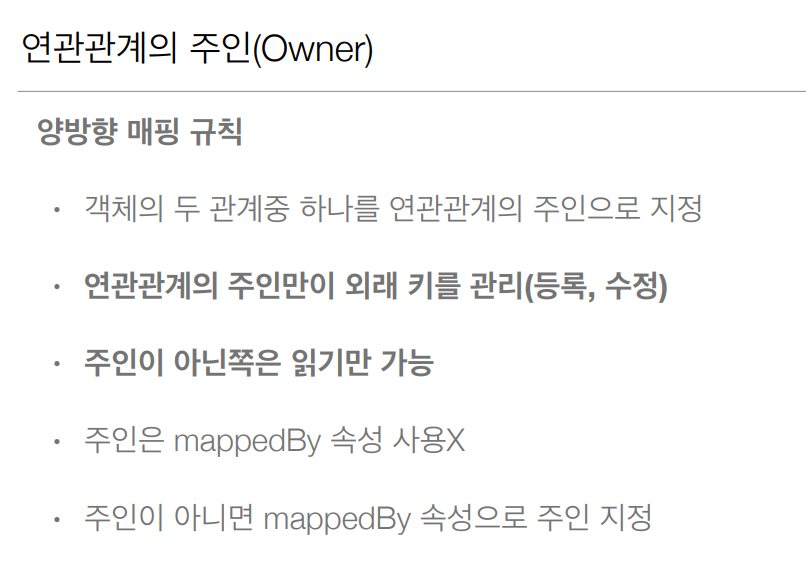 연관관계의 주인(Owner)
양방향 매핑 규칙
• 객체의 두 관계중 하나를 연관관계의 주인으로 지정
• 연관관계의 주인만이 외래 키를 관리(등록, 수정)
• 주인이 아닌쪽은 읽기만 가능
• 주인은 mappedBy 속성 사용X
• 주인이 아니면 mappedBy 속성으로 주인 지정